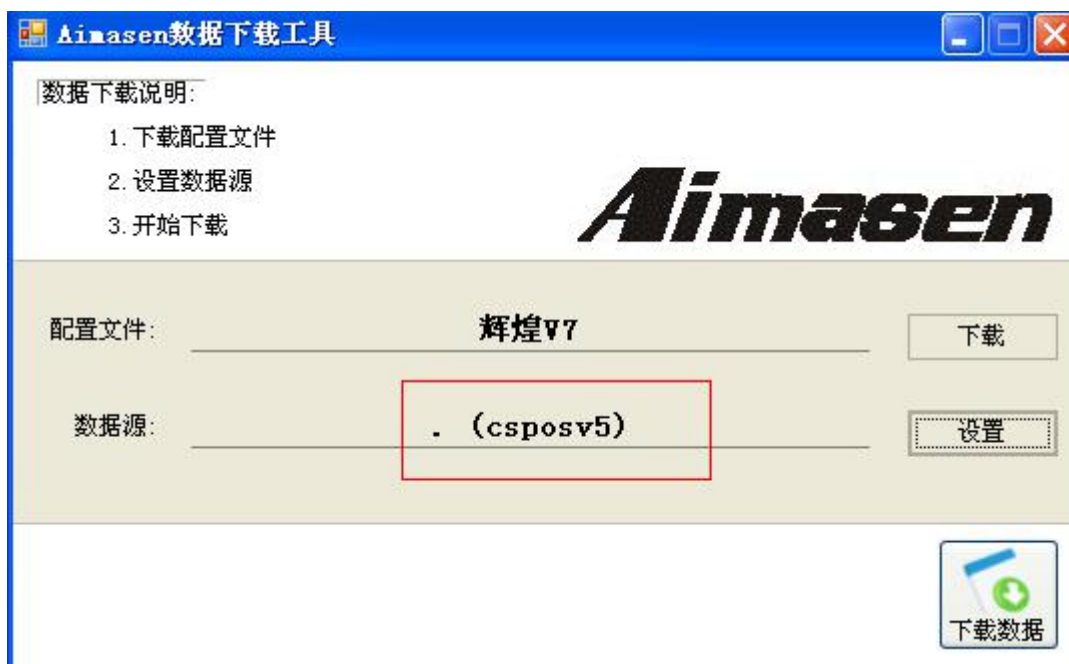 Aimasen数据下载工具
数据下载说明:
1.下载配置文件
2.设置数据源
3.开始下载
Aimasen
配置文件: 辉煌V7 下载
数据源: . (csposv5) 设置
下载数据